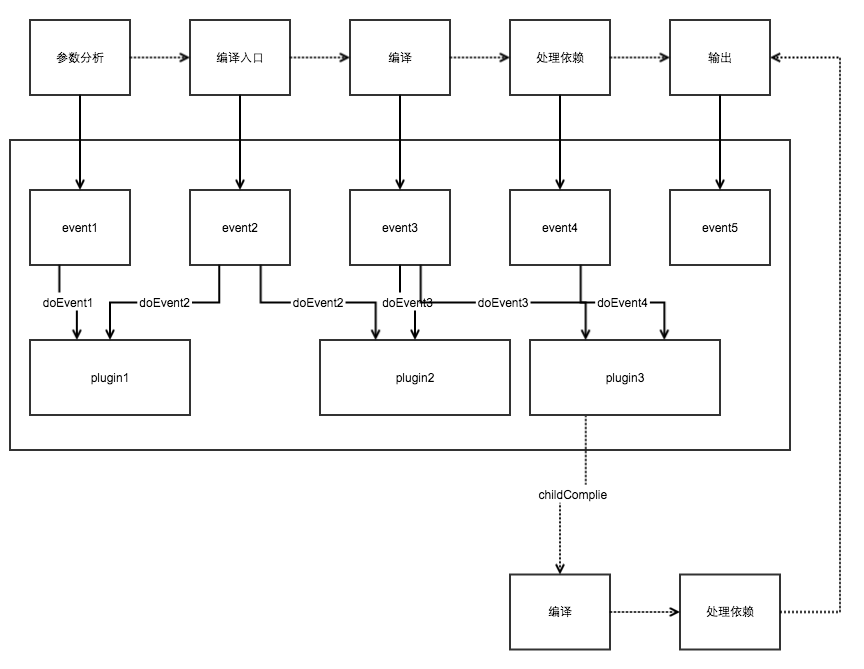 参数分析
编译入口
编译
处理依赖
输出
event1
event2
event3
event4
event5
doEvent1
doEvent2
doEvent2
doEvent3
doEvent3
doEvent4
plugin1
plugin2
plugin3
childComplie
编译
处理依赖